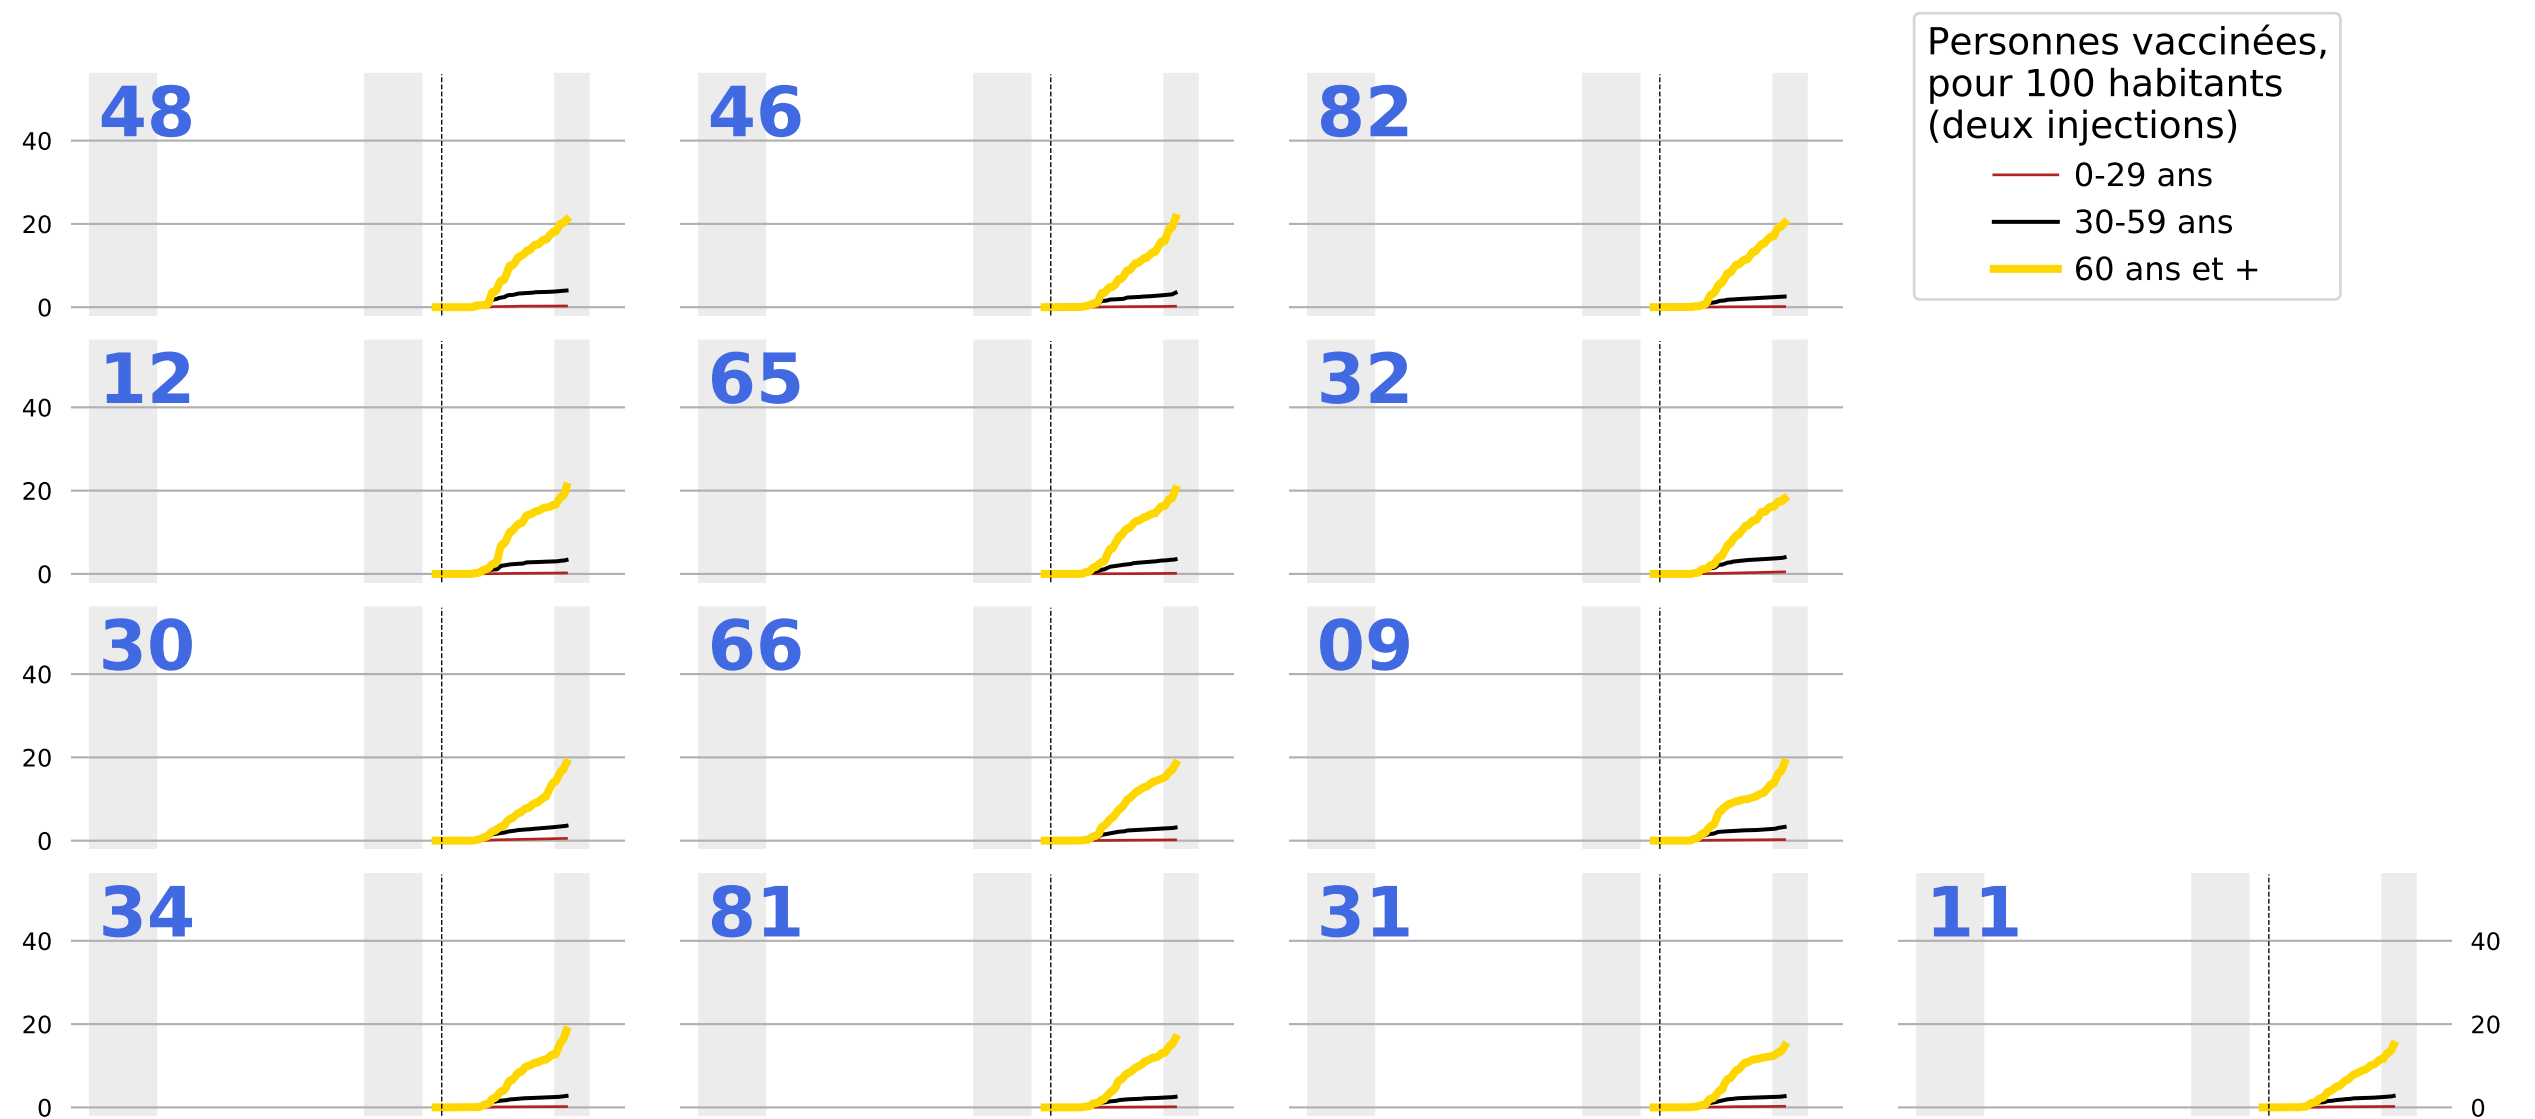 Personnes vaccinées,
pour 100 habitants
(deux injections)
0-29 ans
30-59 ans
60 ans et +
48 46 82
40
20
0
12 65 32
40
20
0
30 66 09
40
20
0
34 81 31 11
40 40
20 20
0 0